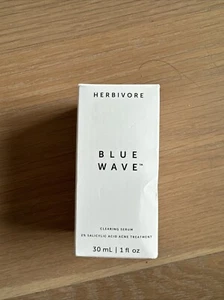 HERBIVORE
BLUE
WAVE™
CLEARING SERUM
2% SALICYLIC ACID ACNE TREATMENT
30 mL | 1 fl oz